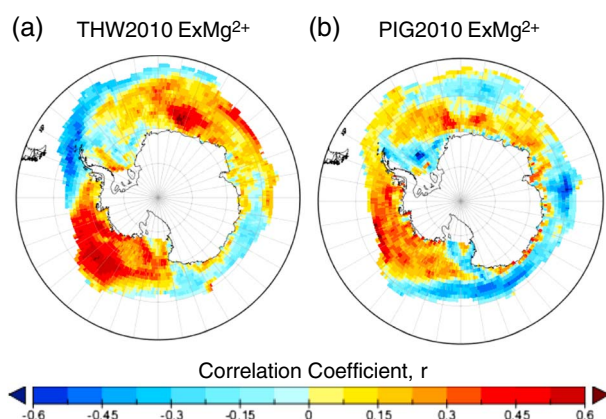 (a) THW2010 ExMg²⁺ (b) PIG2010 ExMg²⁺
Correlation Coefficient, r
-0.6 -0.45 -0.3 -0.15 0 0.15 0.3 0.45 0.6